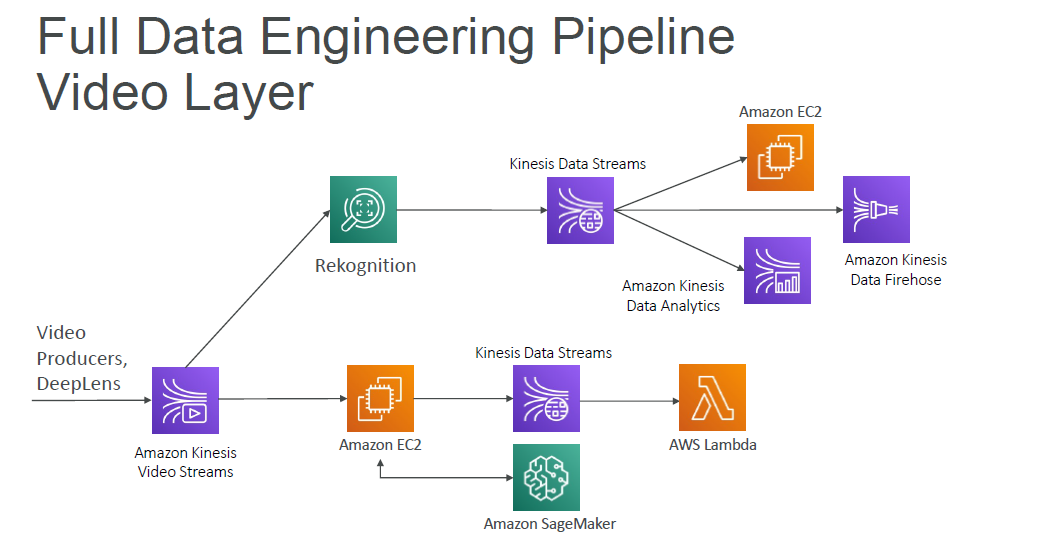 Full Data Engineering Pipeline
Video Layer
Amazon EC2
Kinesis Data Streams
Rekognition
Amazon Kinesis
Data Firehose
Amazon Kinesis
Data Analytics
Video
Producers,
DeepLens
Kinesis Data Streams
Amazon Kinesis
Video Streams
Amazon EC2
AWS Lambda
Amazon SageMaker